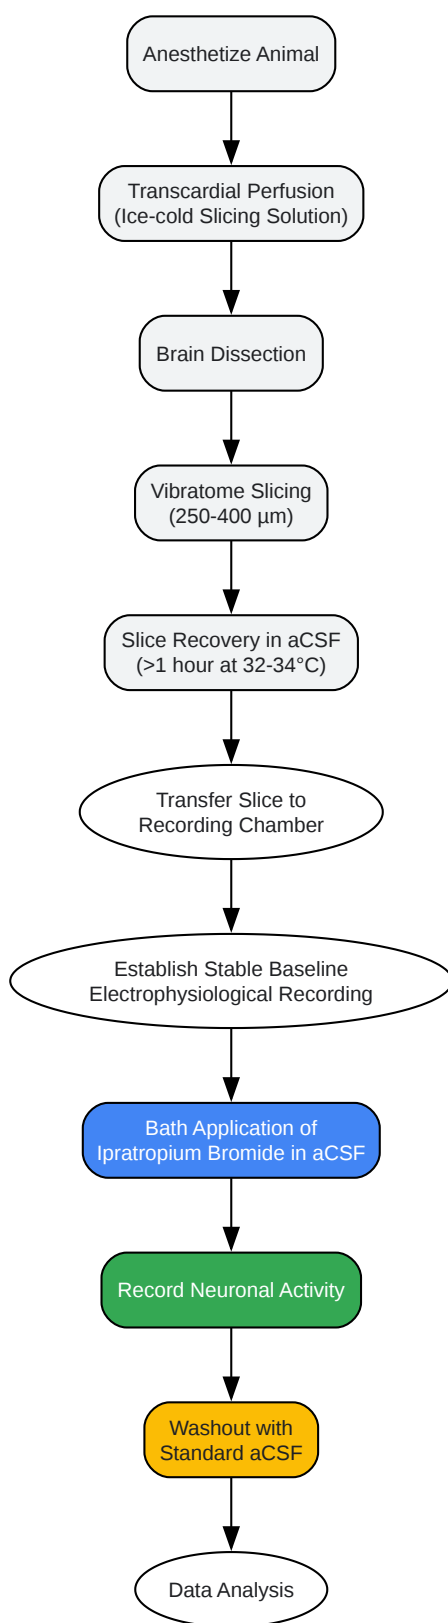 Anesthetize Animal
Transcardial Perfusion
(Ice-cold Slicing Solution)
Brain Dissection
Vibratome Slicing
(250-400 µm)
Slice Recovery in aCSF
(>1 hour at 32-34°C)
Transfer Slice to
Recording Chamber
Establish Stable Baseline
Electrophysiological Recording
Bath Application of
Ipratropium Bromide in aCSF
Record Neuronal Activity
Washout with
Standard aCSF
Data Analysis